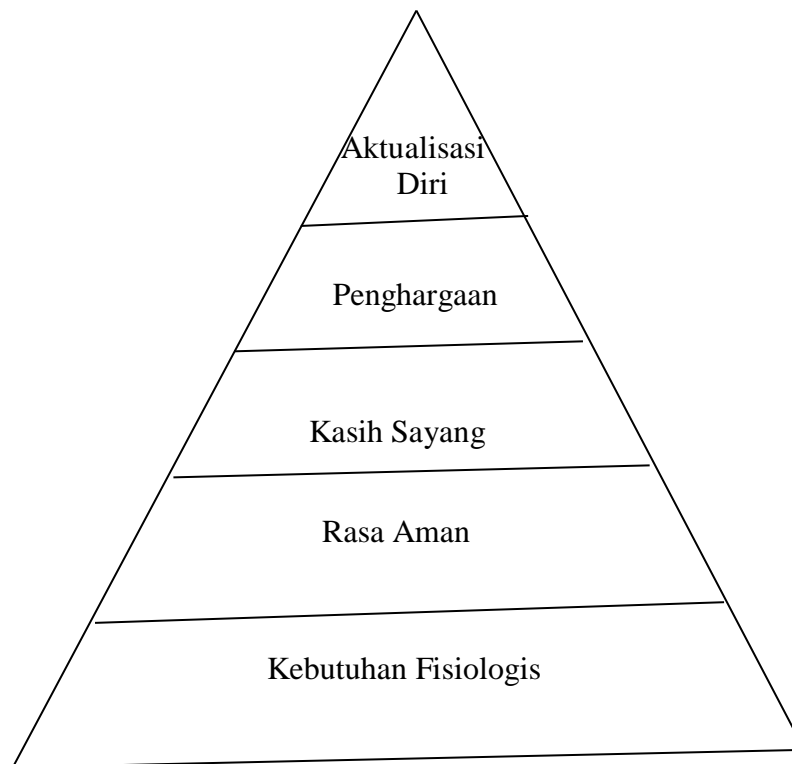 Aktualisasi
Diri
Penghargaan
Kasih Sayang
Rasa Aman
Kebutuhan Fisiologis